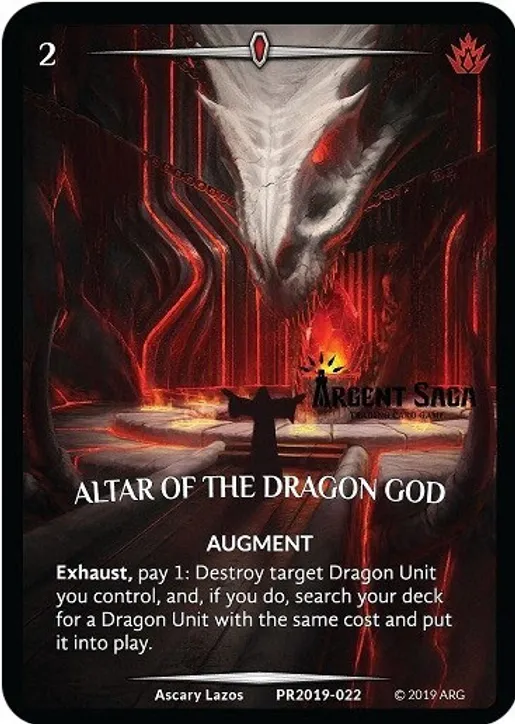 2
ARGENT SAGA
TRADING CARD GAME
ALTAR OF THE DRAGON GOD
AUGMENT
Exhaust, pay 1: Destroy target Dragon Unit
you control, and, if you do, search your deck
for a Dragon Unit with the same cost and put
it into play.
Ascary Lazos PR2019-022 © 2019 ARG